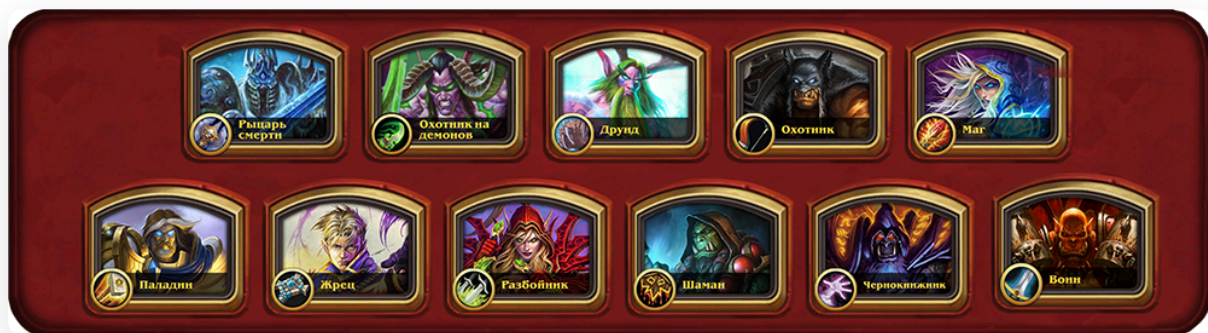 Рыцарь
смерти
Охотник на
демонов
Друид
Охотник
Маг
Паладин
Жрец
Разбойник
Шаман
Чернокнижник
Воин